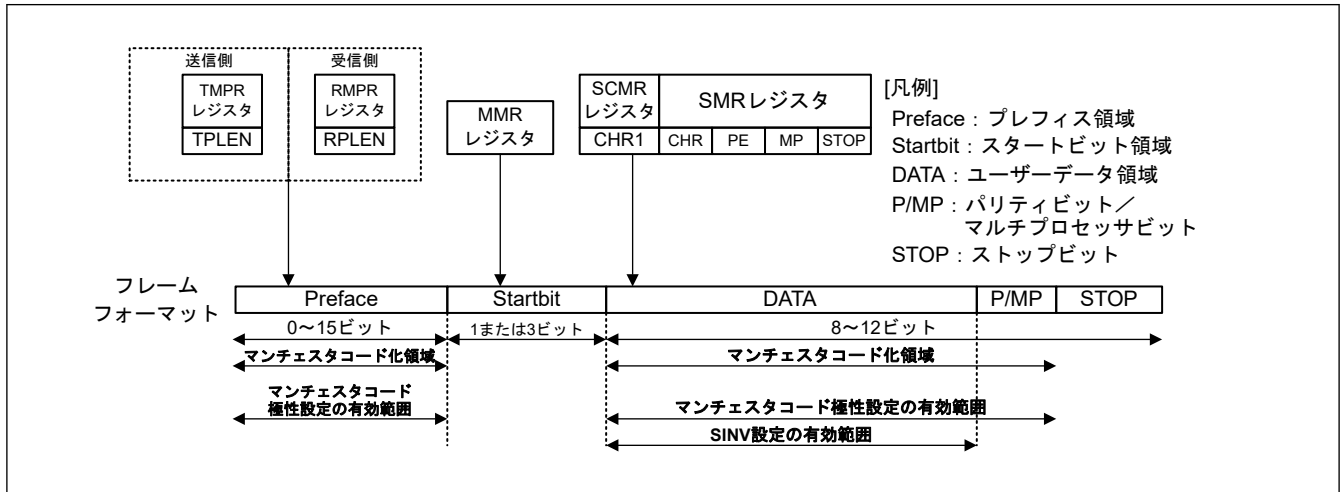 送信側
受信側
TMPR
レジスタ
TPLEN
RMPR
レジスタ
RPLEN
MMR
レジスタ
SCMR
レジスタ
CHR1
SMRレジスタ
CHR PE MP STOP
[凡例]
Preface：プレフィス領域
Startbit：スタートビット領域
DATA：ユーザーデータ領域
P/MP：パリティビット／
マルチプロセッサビット
STOP：ストップビット
フレーム
フォーマット
Preface Startbit DATA P/MP STOP
0～15ビット 1または3ビット 8～12ビット
マンチェスタコード化領域 マンチェスタコード化領域
マンチェスタコード
極性設定の有効範囲
マンチェスタコード極性設定の有効範囲
SINV設定の有効範囲